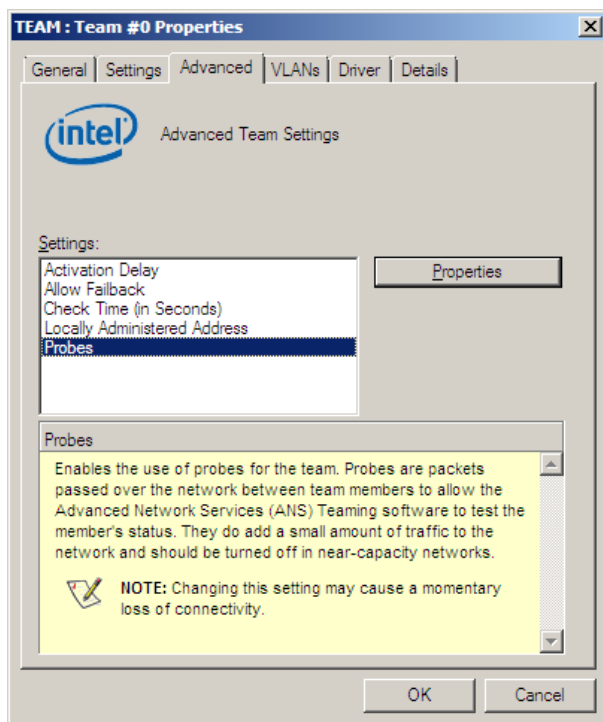 TEAM : Team #0 Properties
General Settings Advanced VLANs Driver Details
intel Advanced Team Settings
Settings:
Activation Delay
Allow Failback
Check Time (in Seconds)
Locally Administered Address
Probes
Properties
Probes
Enables the use of probes for the team. Probes are packets
passed over the network between team members to allow the
Advanced Network Services (ANS) Teaming software to test the
member's status. They do add a small amount of traffic to the
network and should be turned off in near-capacity networks.
NOTE: Changing this setting may cause a momentary
loss of connectivity.
OK Cancel